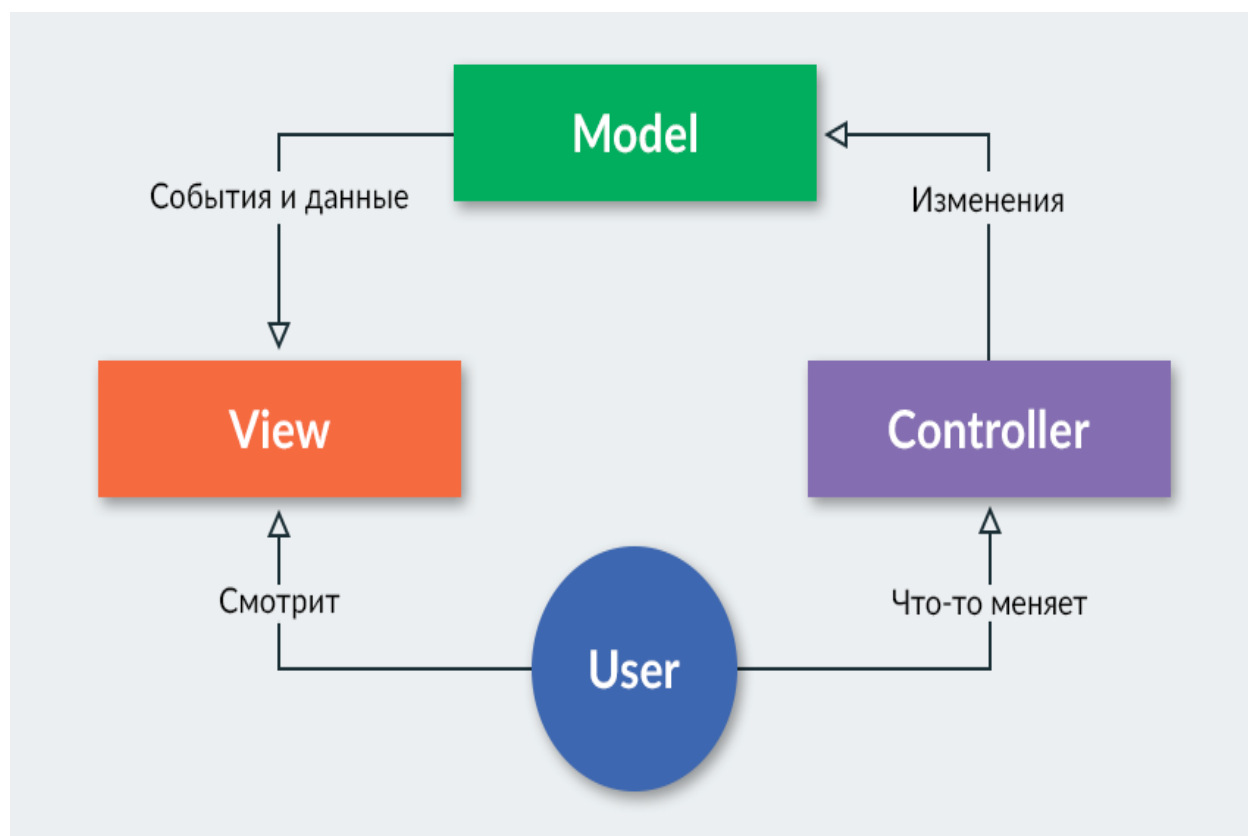 Model
События и данные
Изменения
View
Controller
Смотрит
Что-то меняет
User